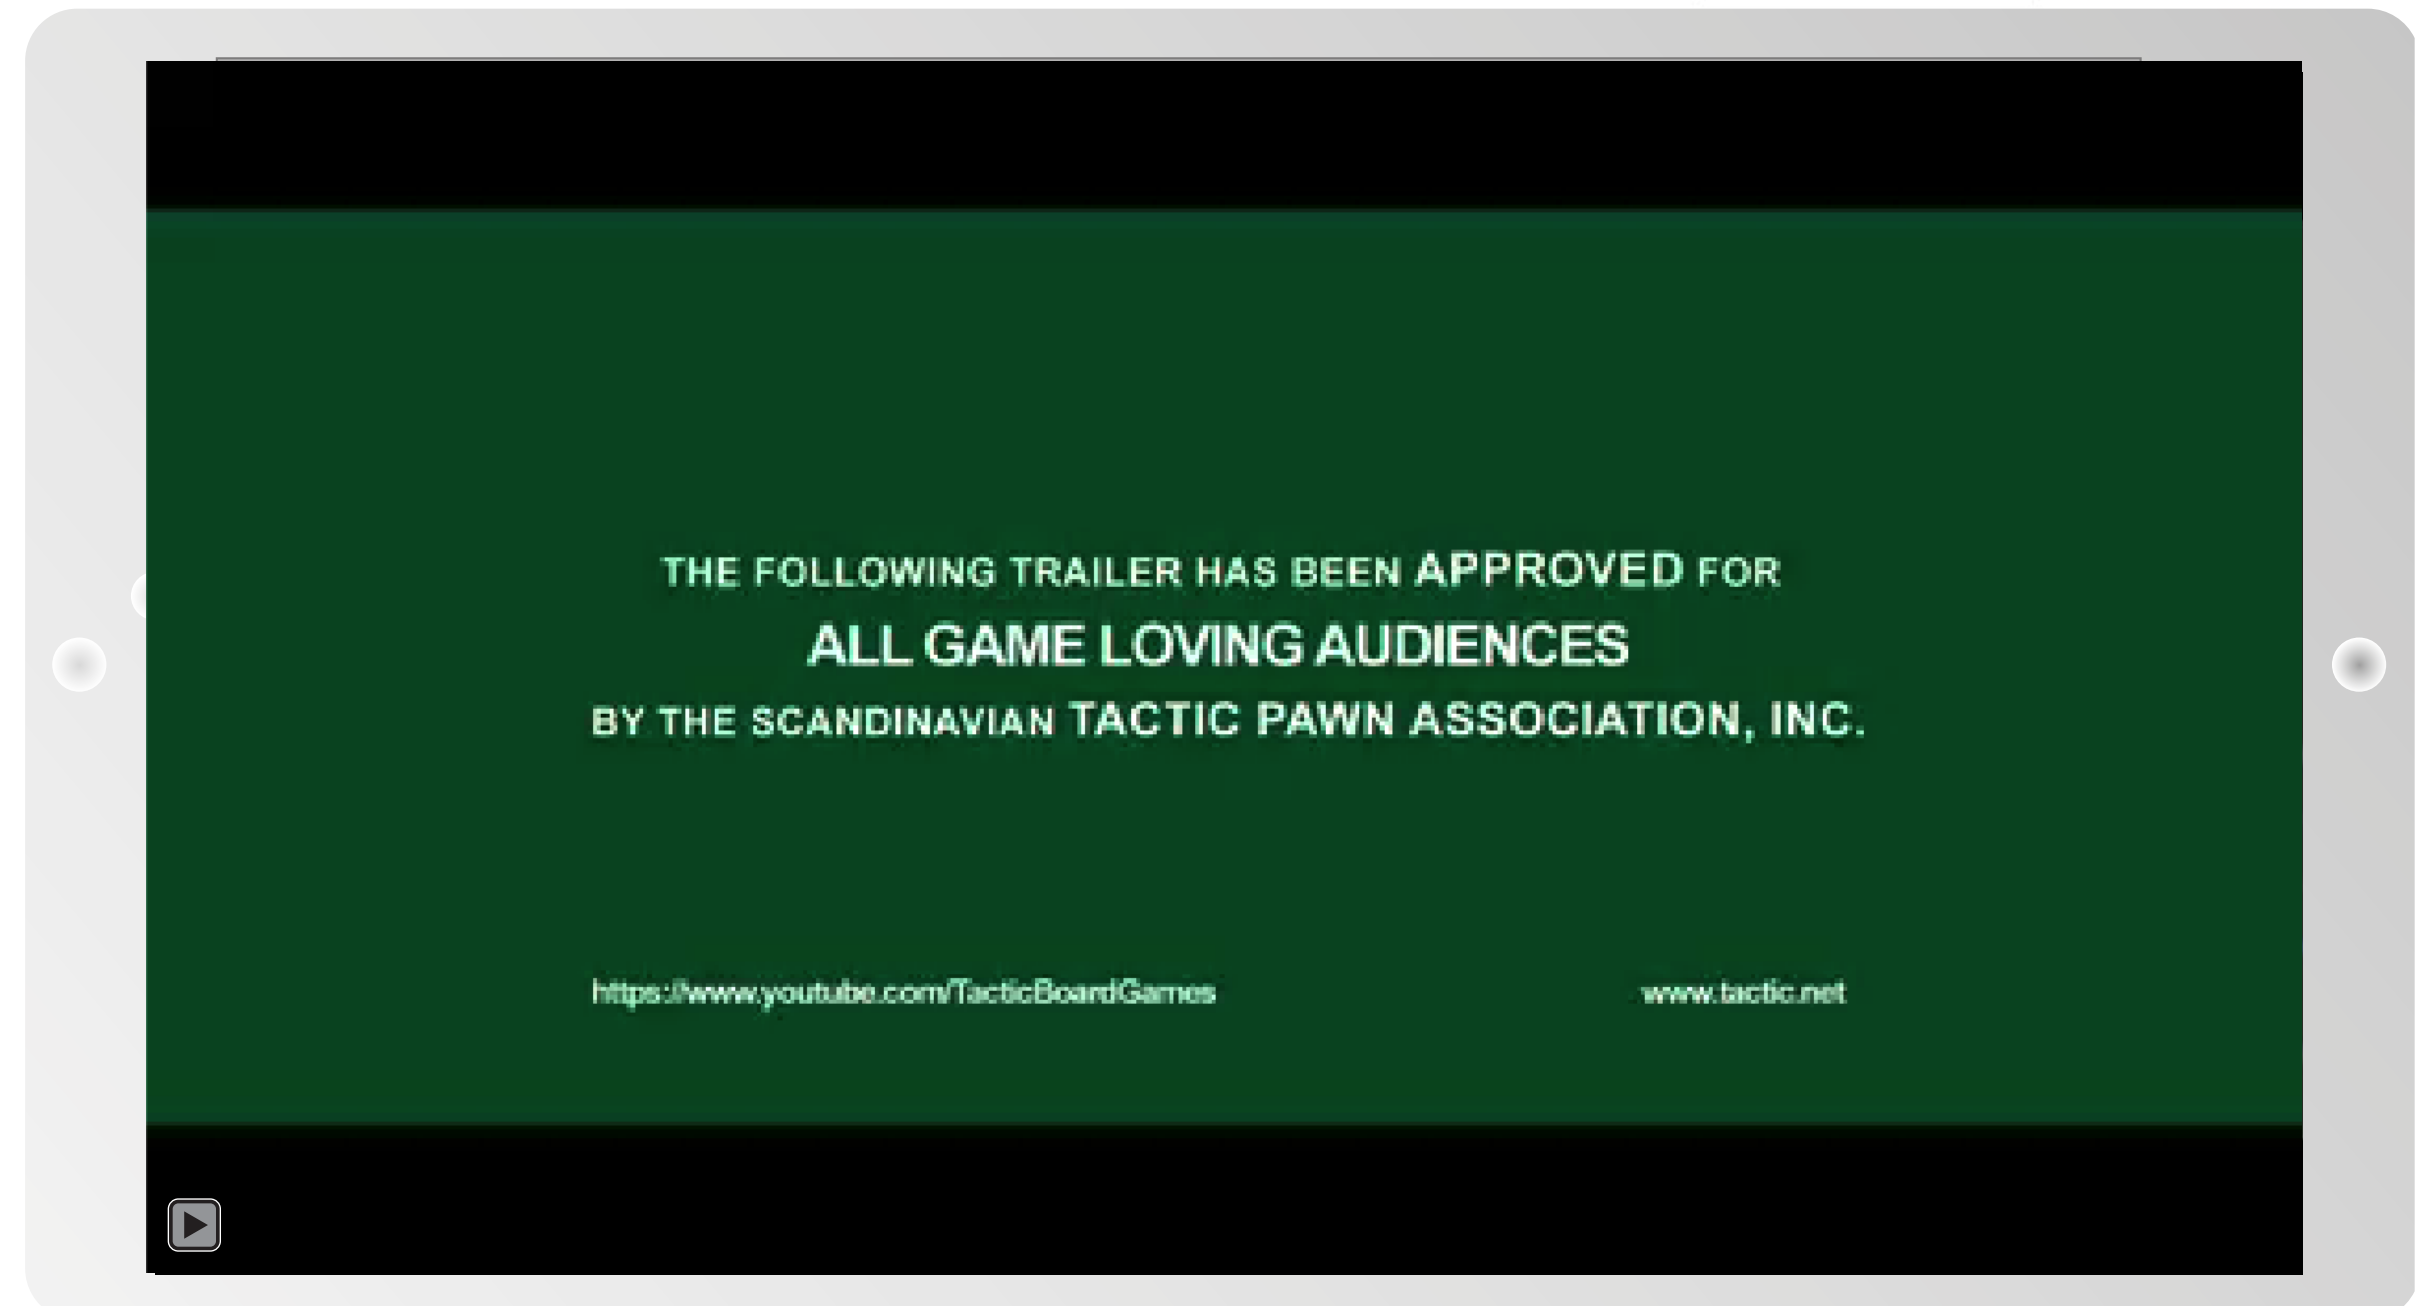 THE FOLLOWING TRAILER HAS BEEN APPROVED FOR
ALL GAME LOVING AUDIENCES
BY THE SCANDINAVIAN TACTIC PAWN ASSOCIATION, INC.
https://www.youtube.com/TacticBoardGames
www.tactic.net